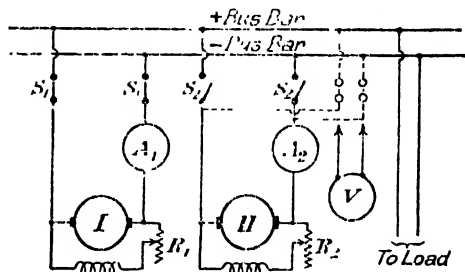 +Bus Bar
−Bus Bar
S₁ S₁ S₂ S₂
A₁ A₂
V
I II
R₁ R₂
To Load